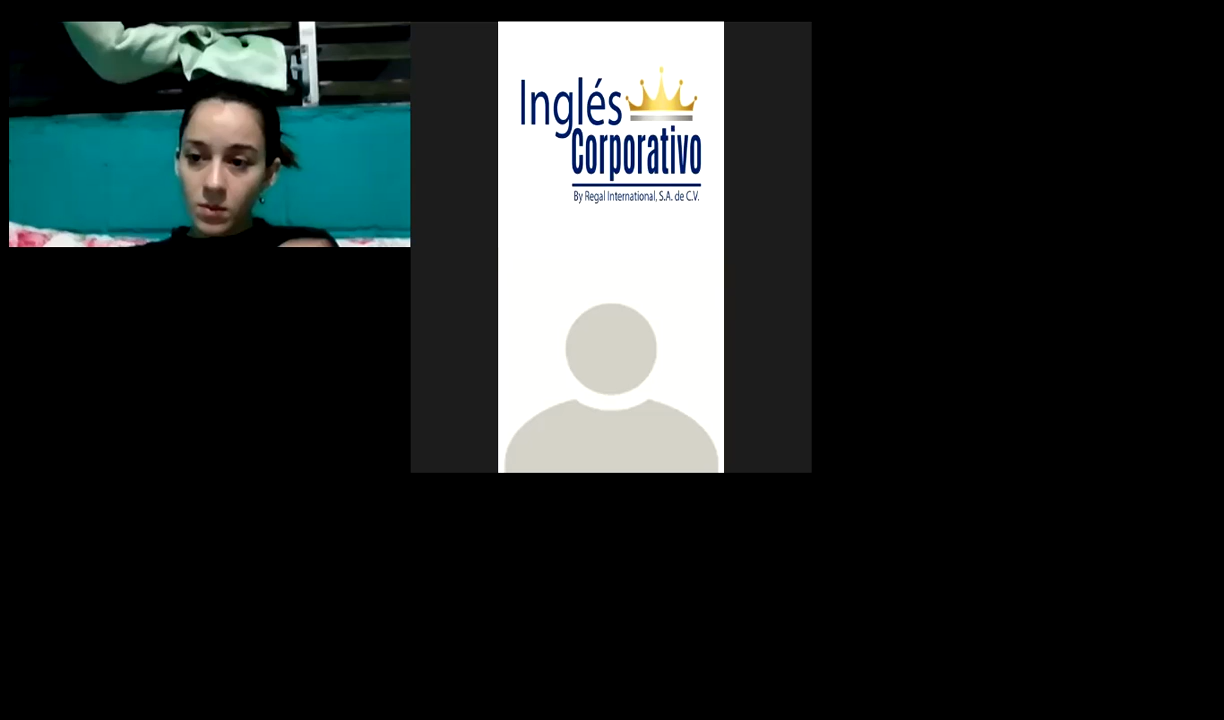 Inglés
Corporativo
By Regal International, S.A. de C.V.